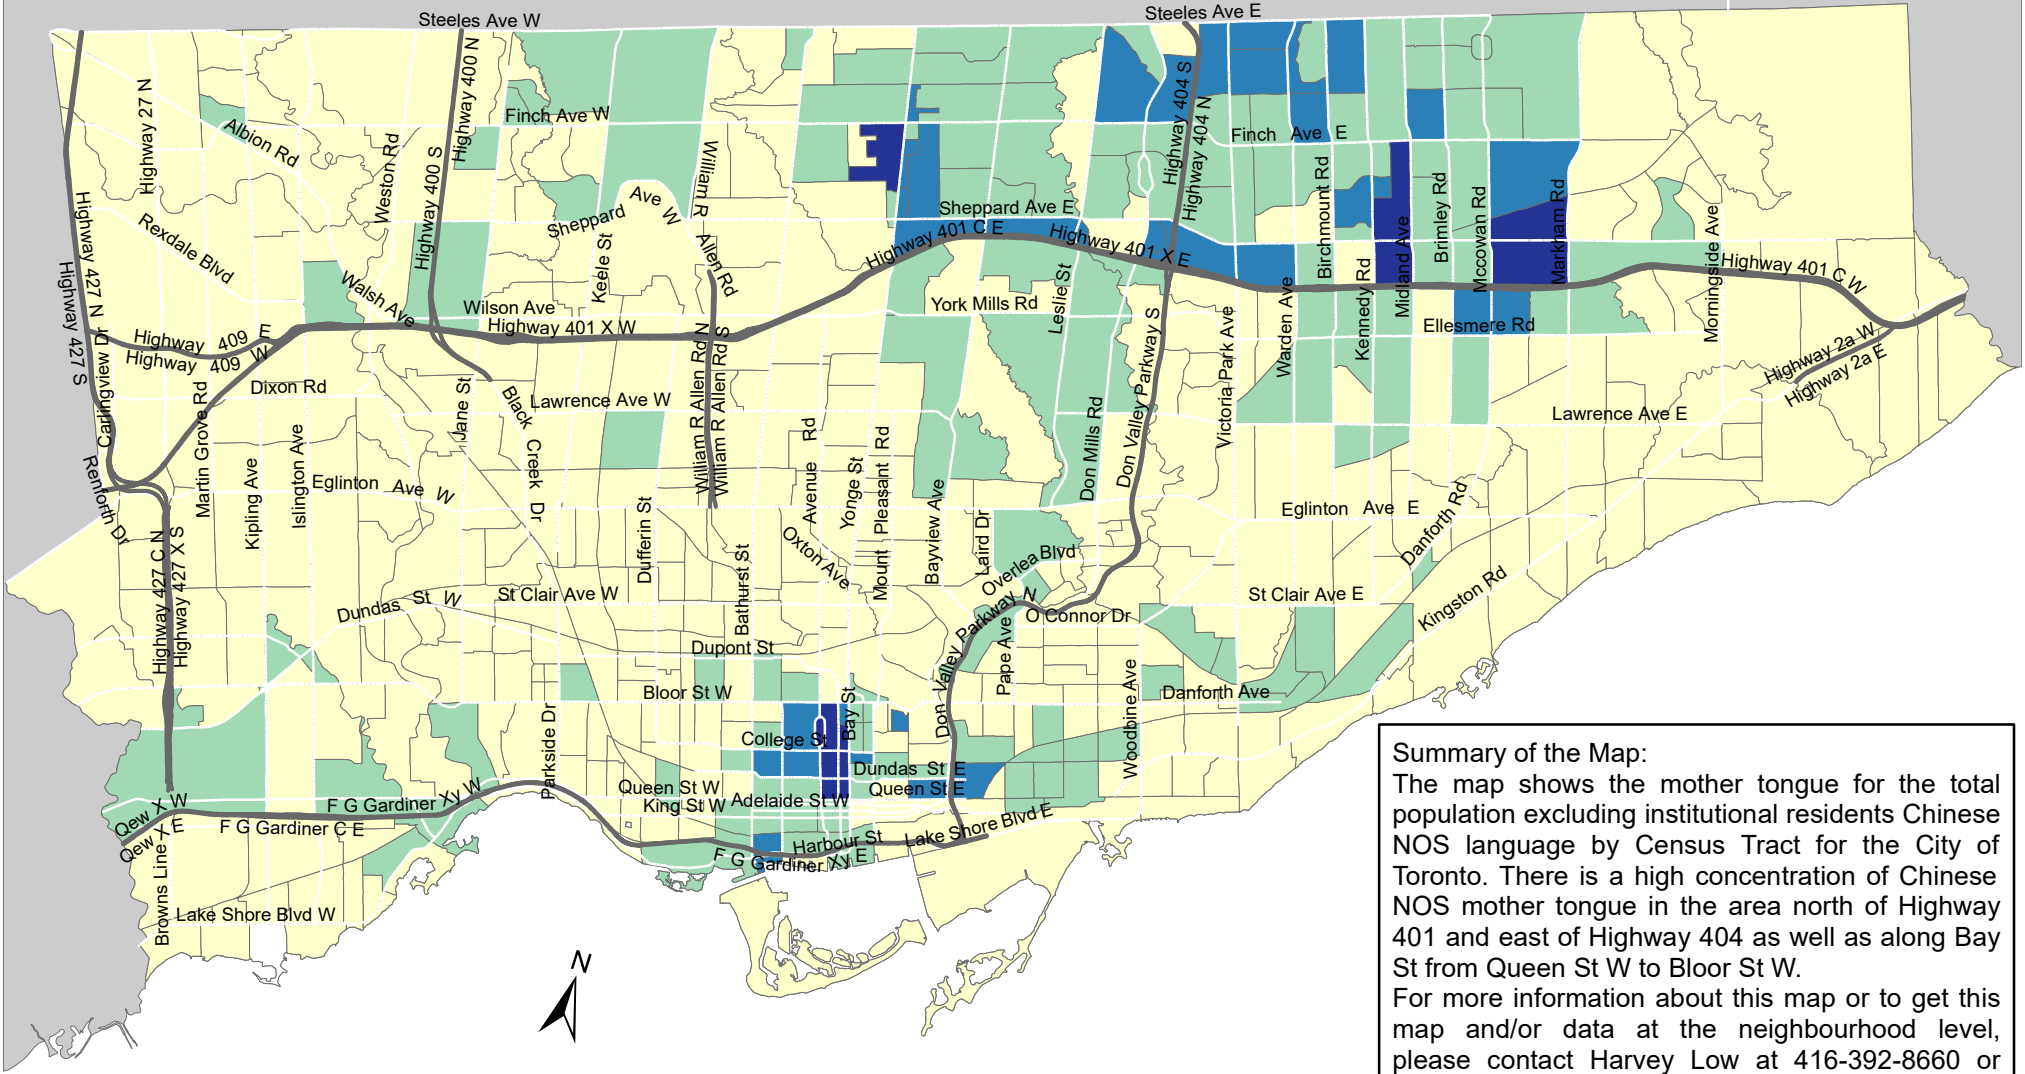 Steeles Ave W
Steeles Ave E
Highway 27 N
Albion Rd
Weston Rd
Highway 400 N
Highway 400 S
Finch Ave W
William R
Allen Rd
Sheppard
Ave W
Keele St
Highway 404 S
Highway 404 N
Finch Ave E
Birchmount Rd
Sheppard Ave E
Highway 401 C E
Highway 401 X E
Kennedy Rd
Midland Ave
Brimley Rd
Mccowan Rd
Markham Rd
Morningside Ave
Highway 401 C W
Rexdale Blvd
Highway 427 N
Highway 427 S
Walsh Ave
Wilson Ave
Highway 401 X W
York Mills Rd
Leslie St
Warden Ave
Ellesmere Rd
Highway 2a W
Highway 2a E
Highway 409 E
Highway 409 W
Carlingview Dr
Dixon Rd
Martin Grove Rd
Kipling Ave
Islington Ave
Jane St
Black Creek Dr
Lawrence Ave W
William R Allen Rd N
William R Allen Rd S
Avenue Rd
Yonge St
Mount Pleasant Rd
Bayview Ave
Laird Dr
Don Mills Rd
Don Valley Parkway S
Victoria Park Ave
Lawrence Ave E
Renforth Dr
Eglinton Ave W
Dufferin St
Bathurst St
Oxton Ave
Overlea Blvd
Eglinton Ave E
Danforth Rd
Kingston Rd
Highway 427 C N
Highway 427 X S
Dundas St W
St Clair Ave W
Don Valley Parkway N
O Connor Dr
St Clair Ave E
Pape Ave
Woodbine Ave
Dupont St
Bloor St W
Bay St
Danforth Ave
Parkside Dr
College St
Dundas St E
Queen St W
Queen St E
King St W
Adelaide St W
Qew X W
Qew X E
F G Gardiner Xy W
F G Gardiner C E
Harbour St
Lake Shore Blvd E
F G Gardiner Xy E
Browns Line
Lake Shore Blvd W
N
Summary of the Map:
The map shows the mother tongue for the total
population excluding institutional residents Chinese
NOS language by Census Tract for the City of
Toronto. There is a high concentration of Chinese
NOS mother tongue in the area north of Highway
401 and east of Highway 404 as well as along Bay
St from Queen St W to Bloor St W.
For more information about this map or to get this
map and/or data at the neighbourhood level,
please contact Harvey Low at 416-392-8660 or